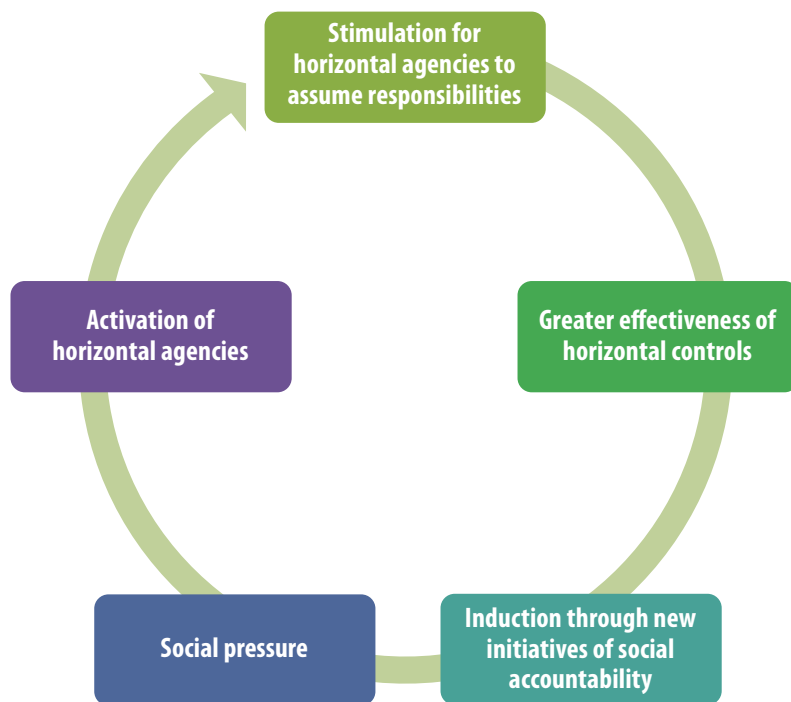 Stimulation for
horizontal agencies to
assume responsibilities
Greater effectiveness of
horizontal controls
Induction through new
initiatives of social
accountability
Social pressure
Activation of
horizontal agencies